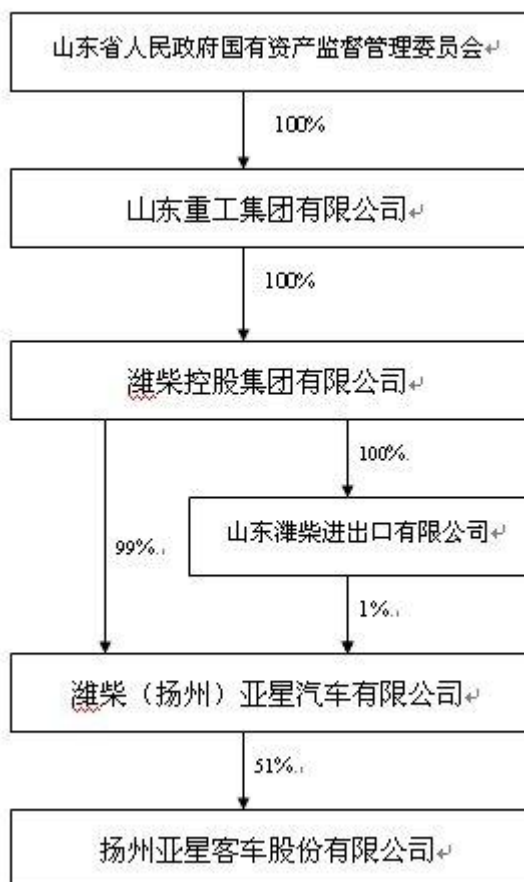 山东省人民政府国有资产监督管理委员会↵
100%
山东重工集团有限公司↵
100%
潍柴控股集团有限公司↵
100%.
山东潍柴进出口有限公司↵
99%.
1%.
潍柴（扬州）亚星汽车有限公司↵
51%.
扬州亚星客车股份有限公司↵